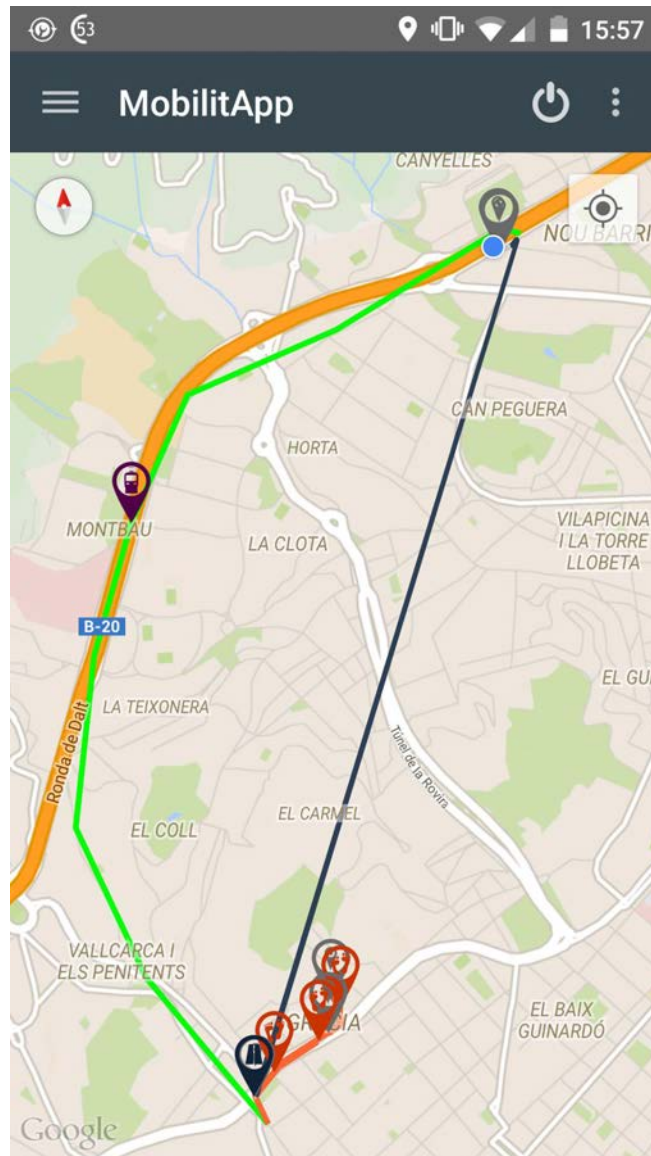 53
15:57
MobilitApp
CANYELLES
NOU BARRI
CAN PEGUERA
HORTA
MONTBAU
LA CLOTA
VILAPICINA
I LA TORRE
LLOBETA
B-20
EL GU
LA TEIXONERA
Ronda de Dalt
Túnel de la Rovira
EL CARMEL
EL COLL
VALLCARCA I
ELS PENITENTS
EL BAIX
GUINARDÓ
Google